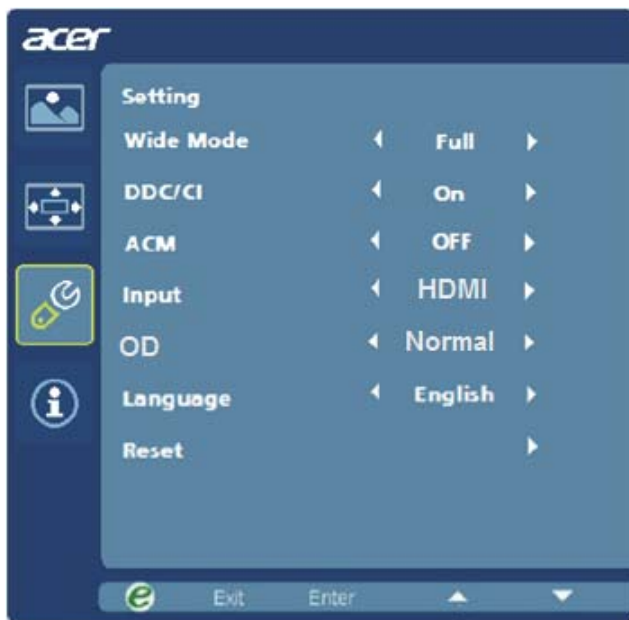 acer
Setting
Wide Mode Full
DDC/CI On
ACM OFF
Input HDMI
OD Normal
Language English
Reset
e Exit Enter